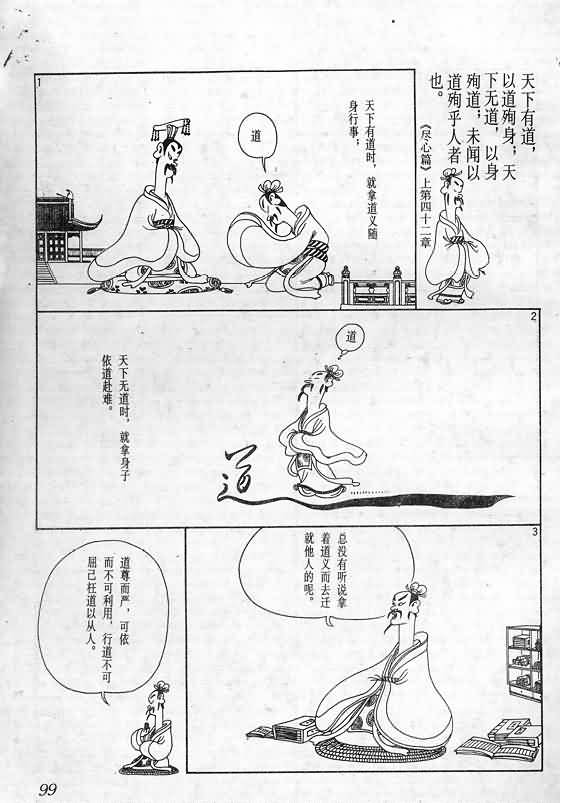 天下有道，
以道殉身；天
下无道，以身
殉道；未闻以
道殉乎人者
也。
《尽心篇》上第四十二章
1
天下有道时，就拿道义随
身行事；
道
2
道
天下无道时，就拿身子
依道赴难。
道
3
总没有听说拿
着道义而去迁
就他人的呢。
道尊而严，可依
而不可利用，行道不可
屈己枉道以从人。
99